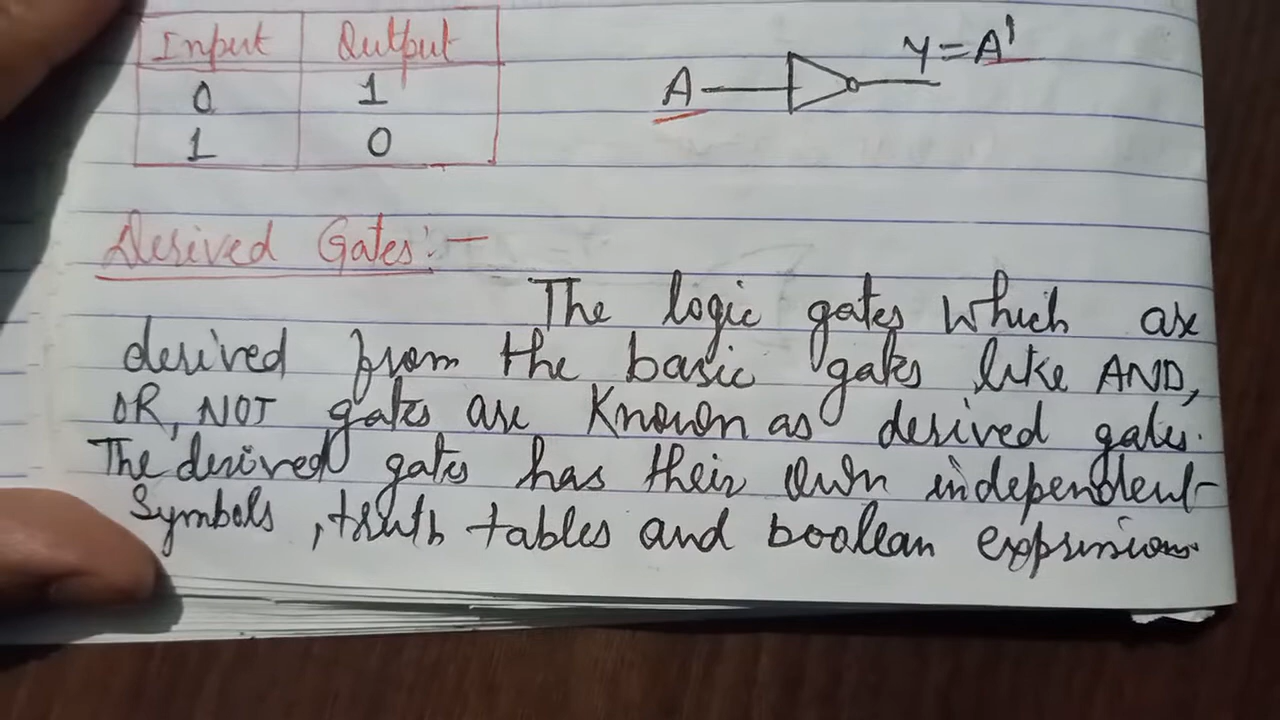 Input Output
0 1
1 0
A
Y=A'
Derived Gates:-
The logic gates which are
derived from the basic gates like AND,
OR, NOT gates are Known as derived gates.
The derived gates has their own independent
Symbols, truth tables and boolean expressions